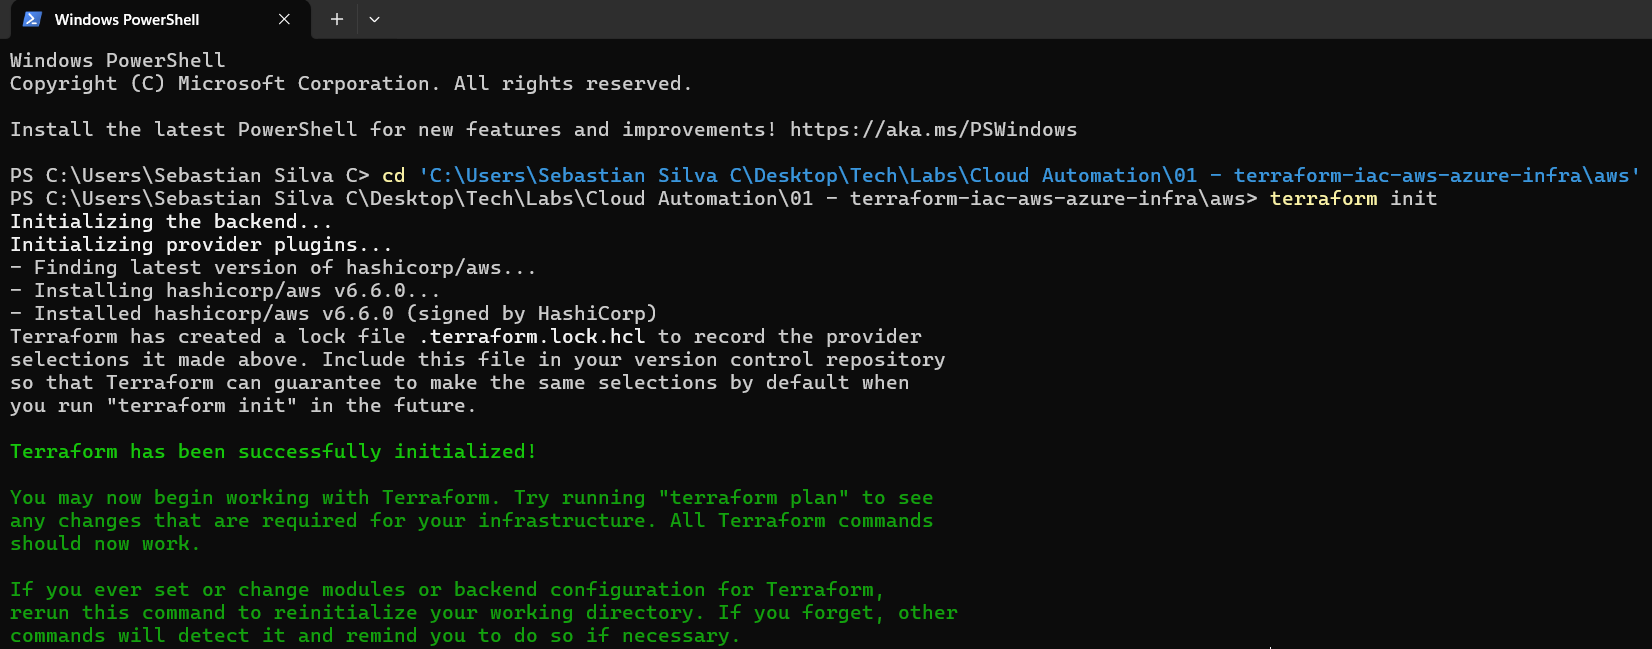 Windows PowerShell
Windows PowerShell
Copyright (C) Microsoft Corporation. All rights reserved.
Install the latest PowerShell for new features and improvements! https://aka.ms/PSWindows
PS C:\Users\Sebastian Silva C> cd 'C:\Users\Sebastian Silva C\Desktop\Tech\Labs\Cloud Automation\01 - terraform-iac-aws-azure-infra\aws'
PS C:\Users\Sebastian Silva C\Desktop\Tech\Labs\Cloud Automation\01 - terraform-iac-aws-azure-infra\aws> terraform init
Initializing the backend...
Initializing provider plugins...
- Finding latest version of hashicorp/aws...
- Installing hashicorp/aws v6.6.0...
- Installed hashicorp/aws v6.6.0 (signed by HashiCorp)
Terraform has created a lock file .terraform.lock.hcl to record the provider
selections it made above. Include this file in your version control repository
so that Terraform can guarantee to make the same selections by default when
you run "terraform init" in the future.
Terraform has been successfully initialized!
You may now begin working with Terraform. Try running "terraform plan" to see
any changes that are required for your infrastructure. All Terraform commands
should now work.
If you ever set or change modules or backend configuration for Terraform,
rerun this command to reinitialize your working directory. If you forget, other
commands will detect it and remind you to do so if necessary.